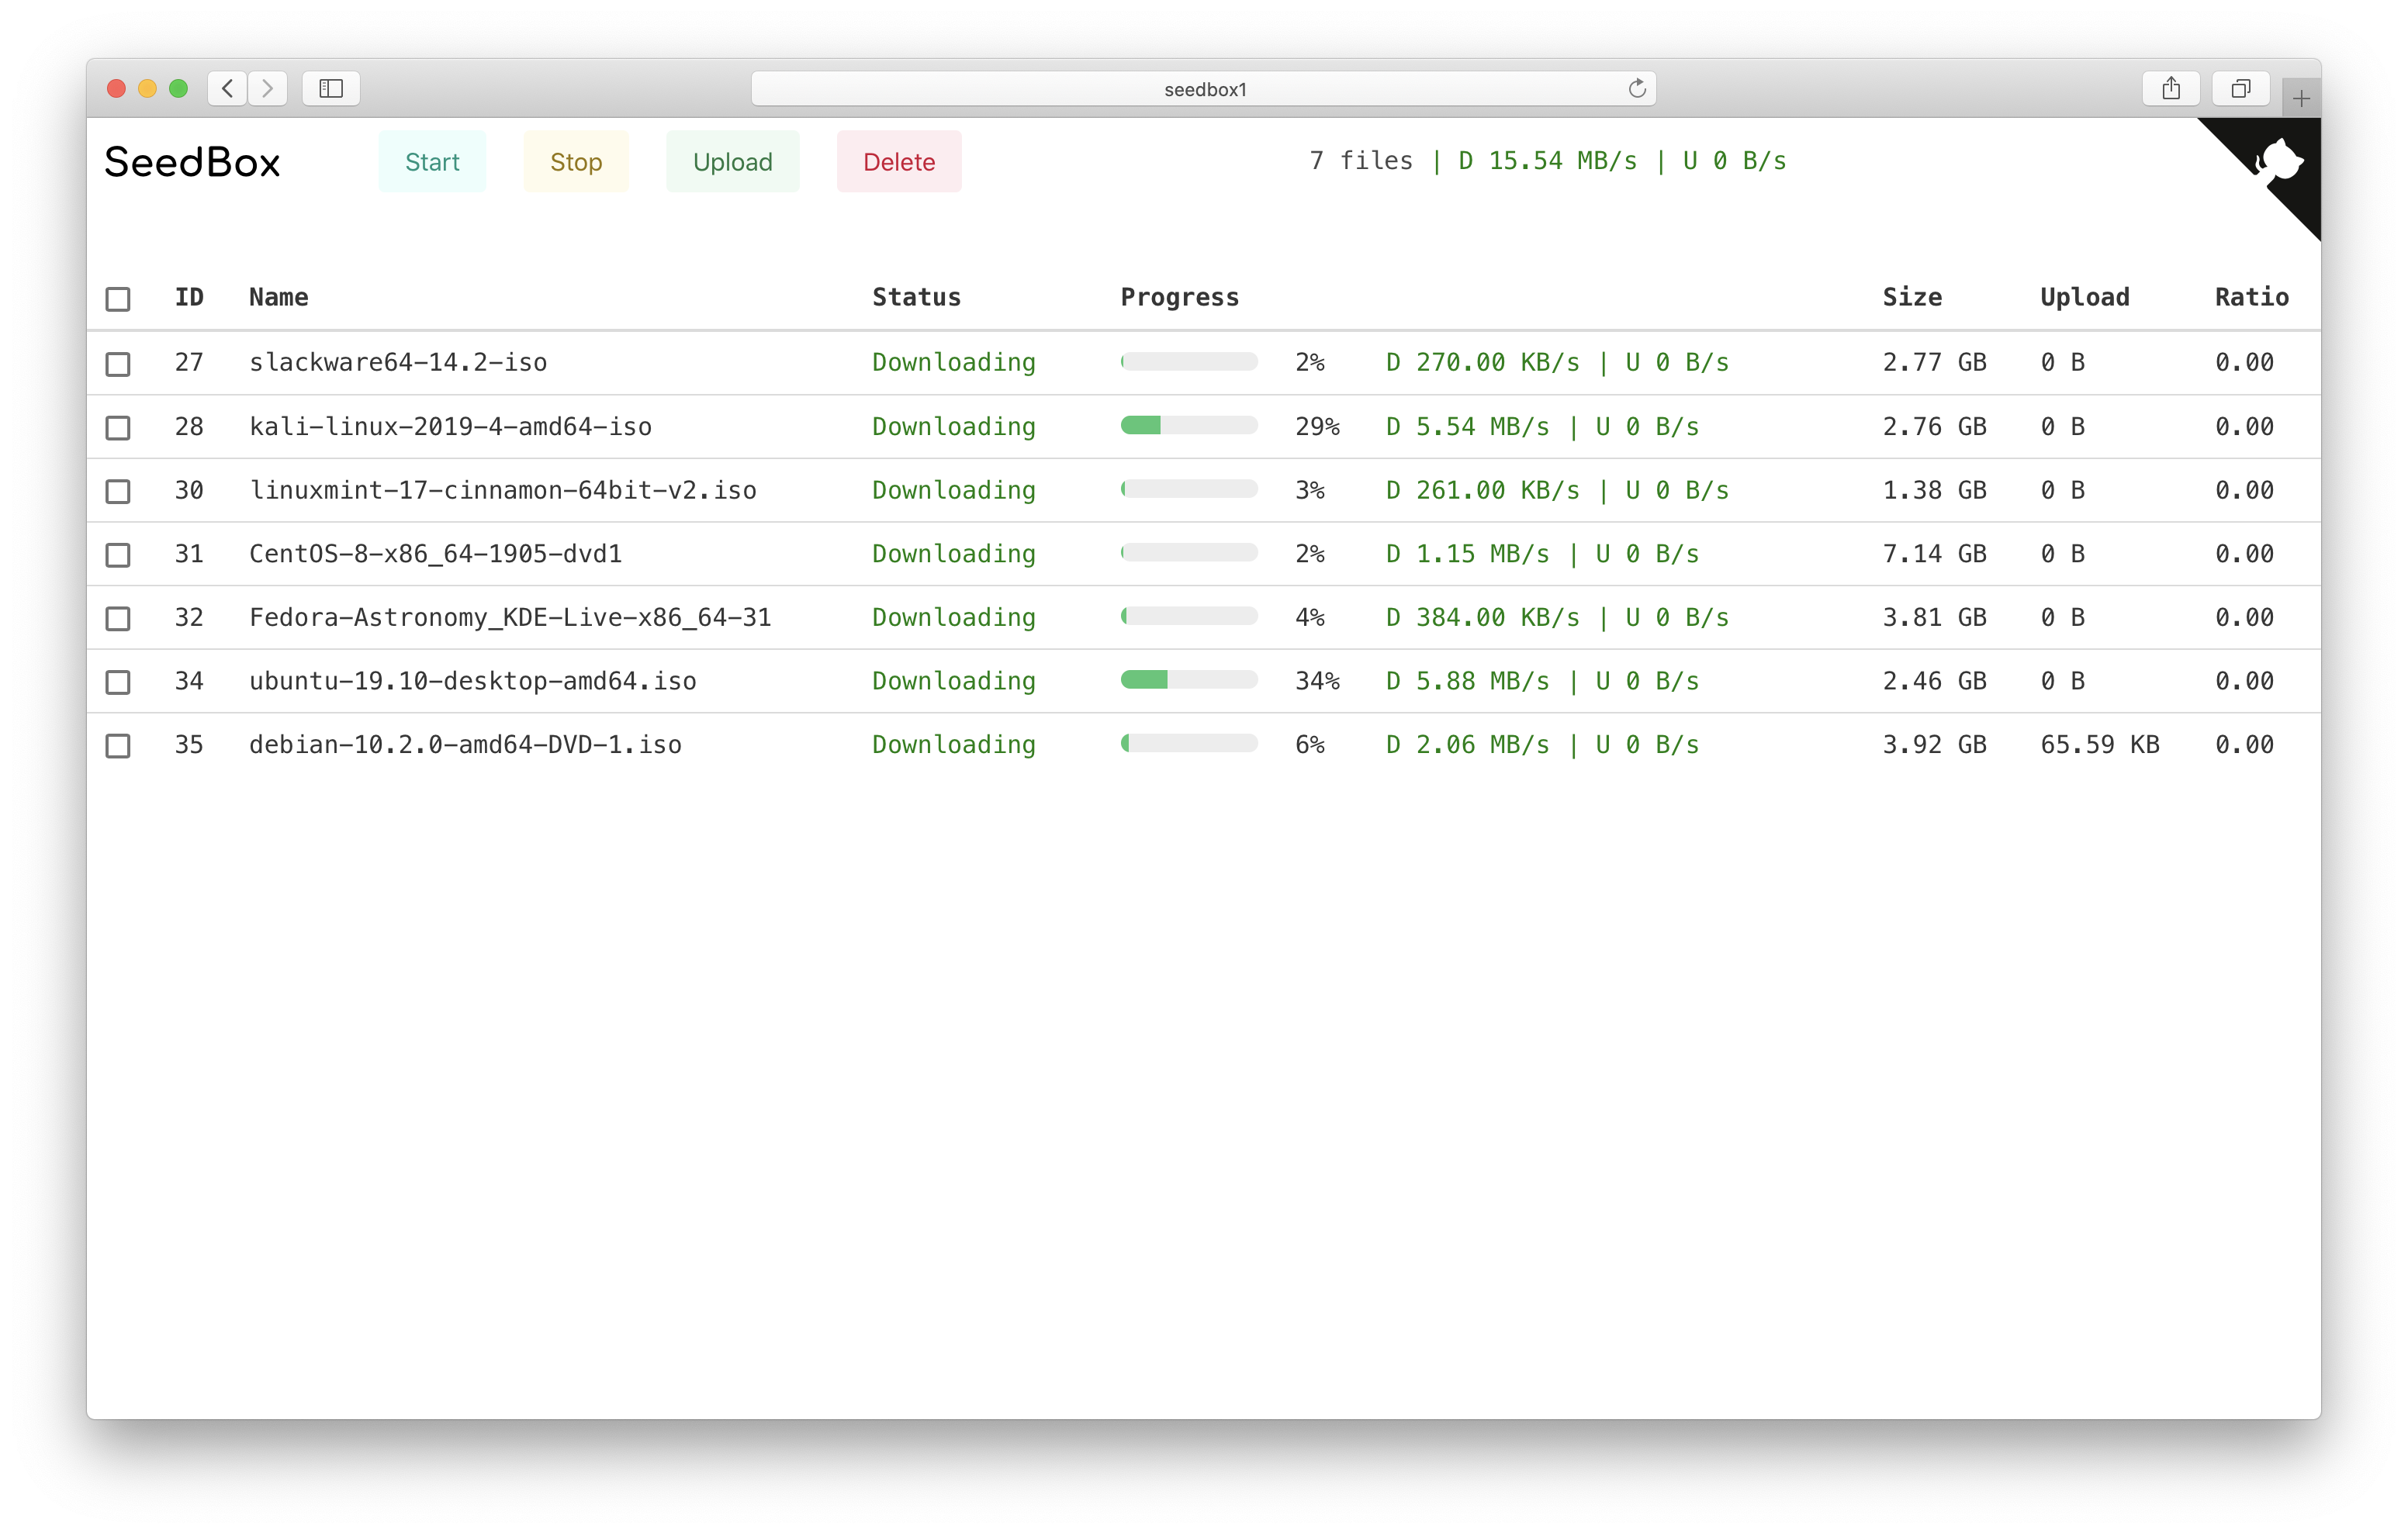 seedbox1
SeedBox Start Stop Upload Delete 7 files | D 15.54 MB/s | U 0 B/s
ID Name Status Progress Size Upload Ratio
27 slackware64-14.2-iso Downloading 2% D 270.00 KB/s | U 0 B/s 2.77 GB 0 B 0.00
28 kali-linux-2019-4-amd64-iso Downloading 29% D 5.54 MB/s | U 0 B/s 2.76 GB 0 B 0.00
30 linuxmint-17-cinnamon-64bit-v2.iso Downloading 3% D 261.00 KB/s | U 0 B/s 1.38 GB 0 B 0.00
31 CentOS-8-x86_64-1905-dvd1 Downloading 2% D 1.15 MB/s | U 0 B/s 7.14 GB 0 B 0.00
32 Fedora-Astronomy_KDE-Live-x86_64-31 Downloading 4% D 384.00 KB/s | U 0 B/s 3.81 GB 0 B 0.00
34 ubuntu-19.10-desktop-amd64.iso Downloading 34% D 5.88 MB/s | U 0 B/s 2.46 GB 0 B 0.00
35 debian-10.2.0-amd64-DVD-1.iso Downloading 6% D 2.06 MB/s | U 0 B/s 3.92 GB 65.59 KB 0.00